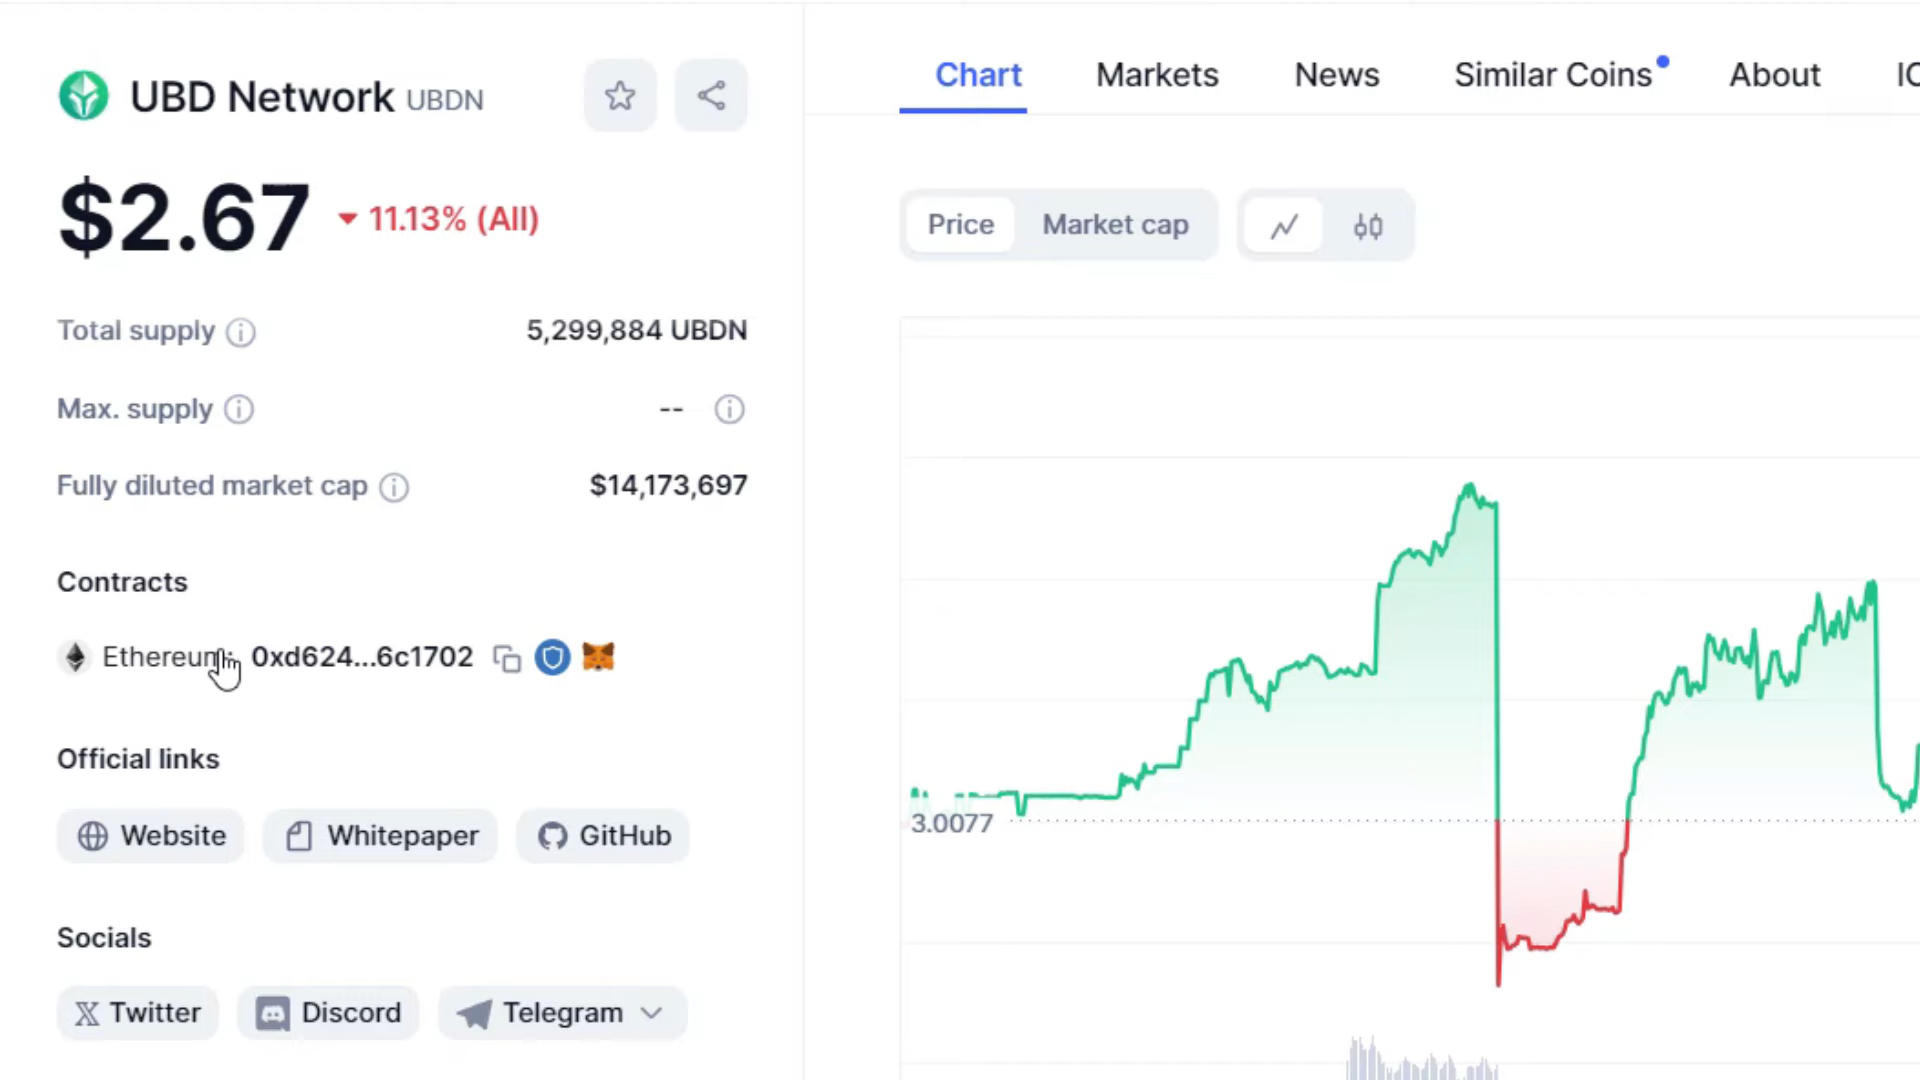 UBD Network UBDN
$2.67 11.13% (All)
Total supply 5,299,884 UBDN
Max. supply --
Fully diluted market cap $14,173,697
Contracts
Ethereum: 0xd624...6c1702
Official links
Website Whitepaper GitHub
Socials
Twitter Discord Telegram
Chart Markets News Similar Coins About
Price Market cap
3.0077